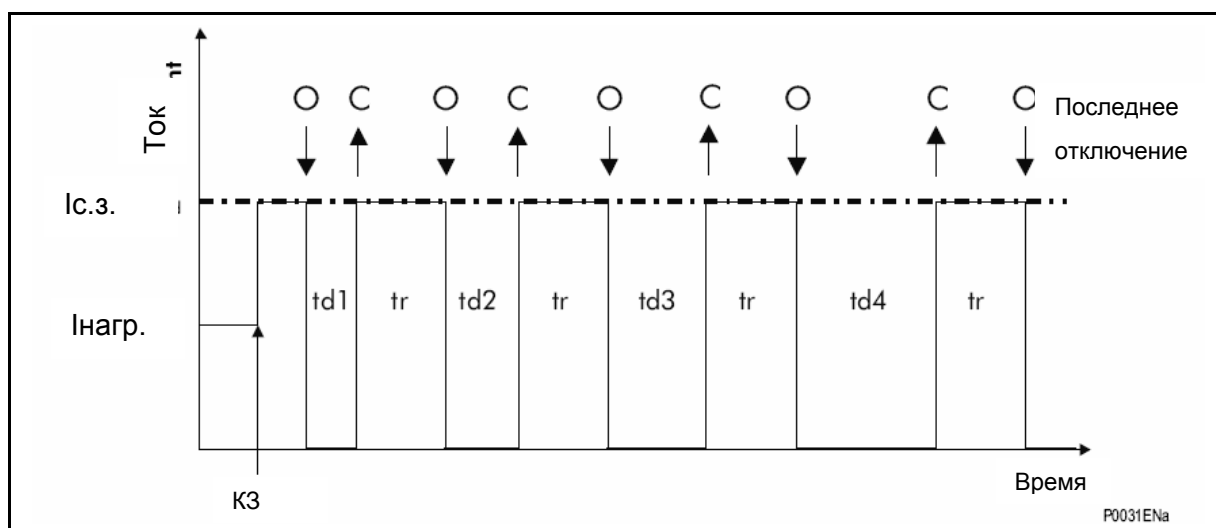 Ток
O C O C O C O C O
Последнее
отключение
Iс.з.
td1 tr td2 tr td3 tr td4 tr
Iнагр.
КЗ
Время
P0031ENa